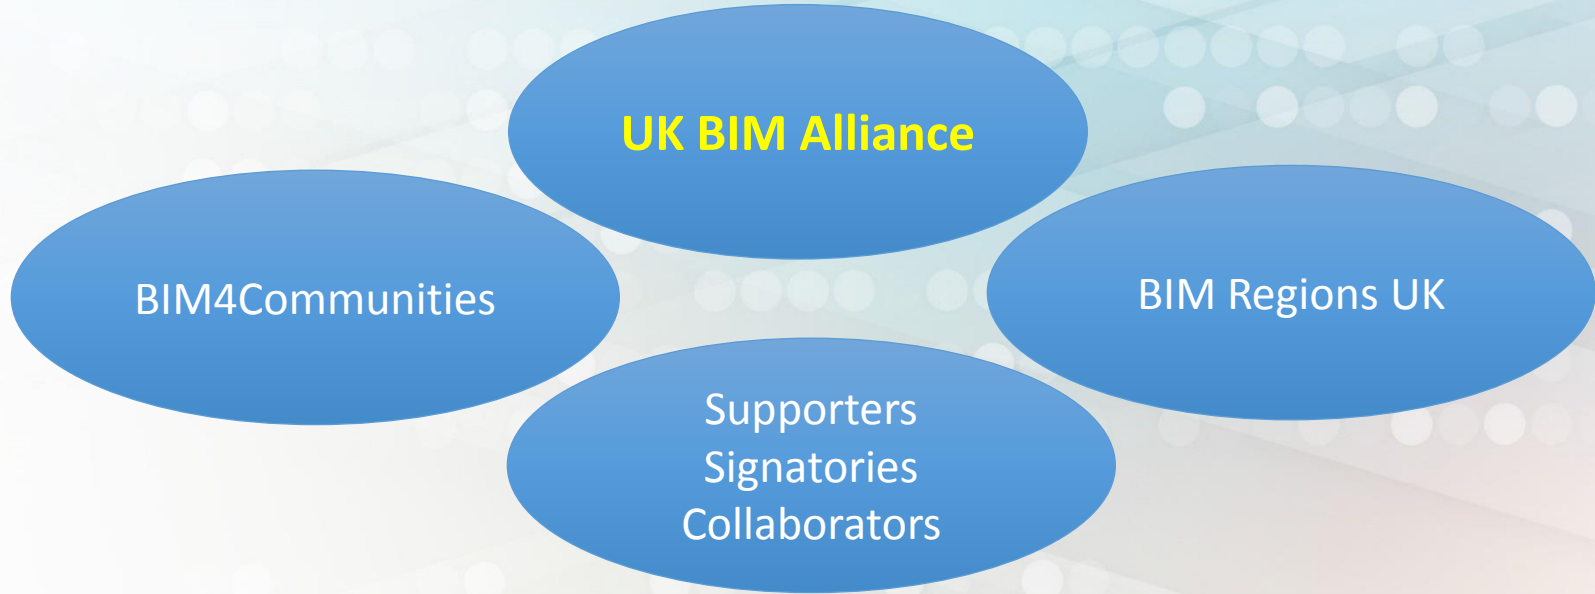 UK BIM Alliance
BIM4Communities
BIM Regions UK
Supporters
Signatories
Collaborators